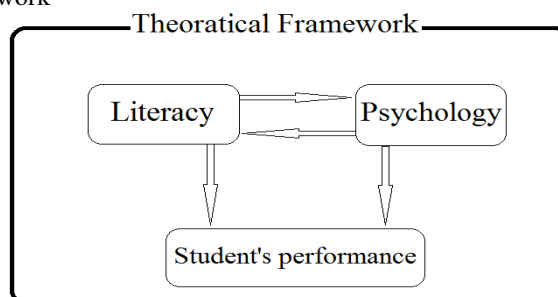 work
Theoratical Framework
Literacy
Psychology
Student's performance